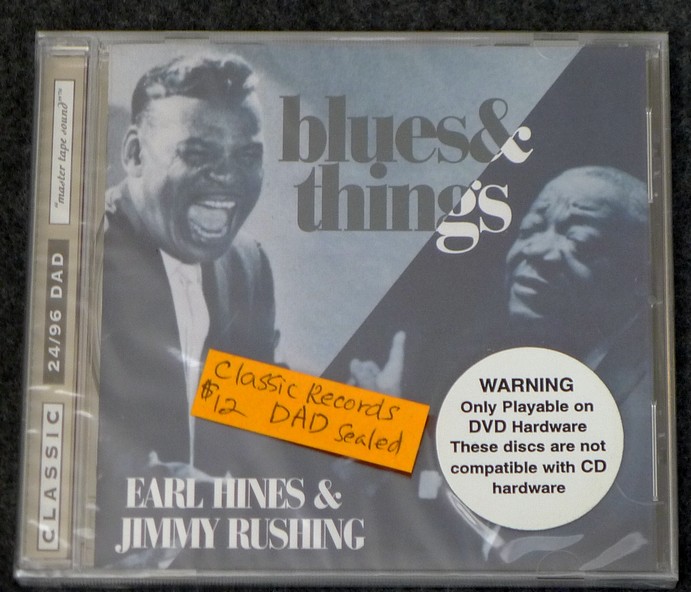 "master tape sound"™
24/96 DAD
CLASSIC
blues&
things
Classic Records
$12 DAD Sealed
WARNING
Only Playable on
DVD Hardware
These discs are not
compatible with CD
hardware
EARL HINES &
JIMMY RUSHING